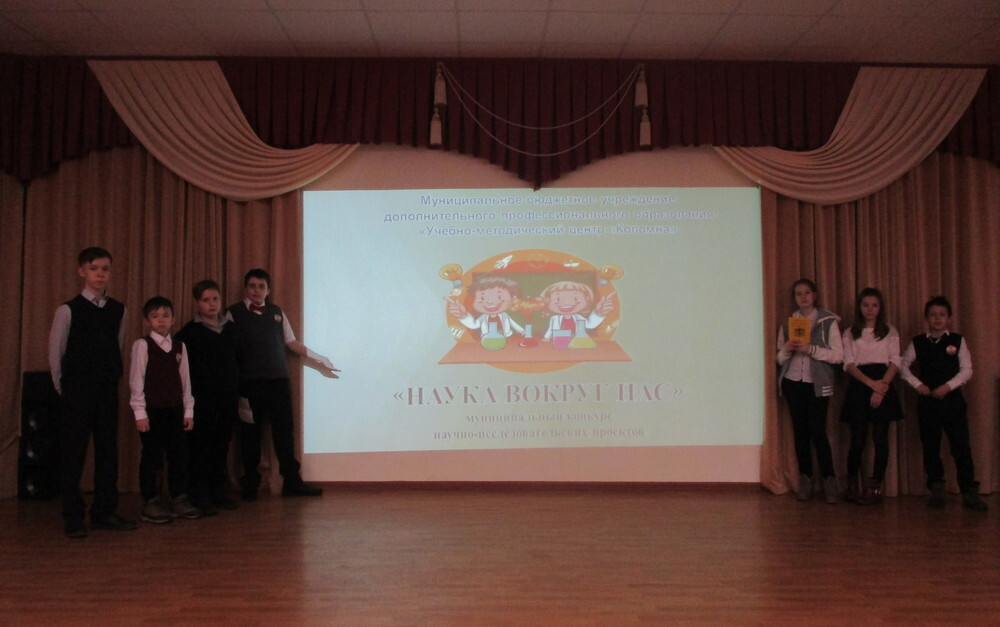 Муниципальное бюджетное учреждение
дополнительного профессионального образования
«Учебно-методический центр «Коломна»
«НАУКА ВОКРУГ НАС»
муниципальный конкурс
научно-исследовательских проектов